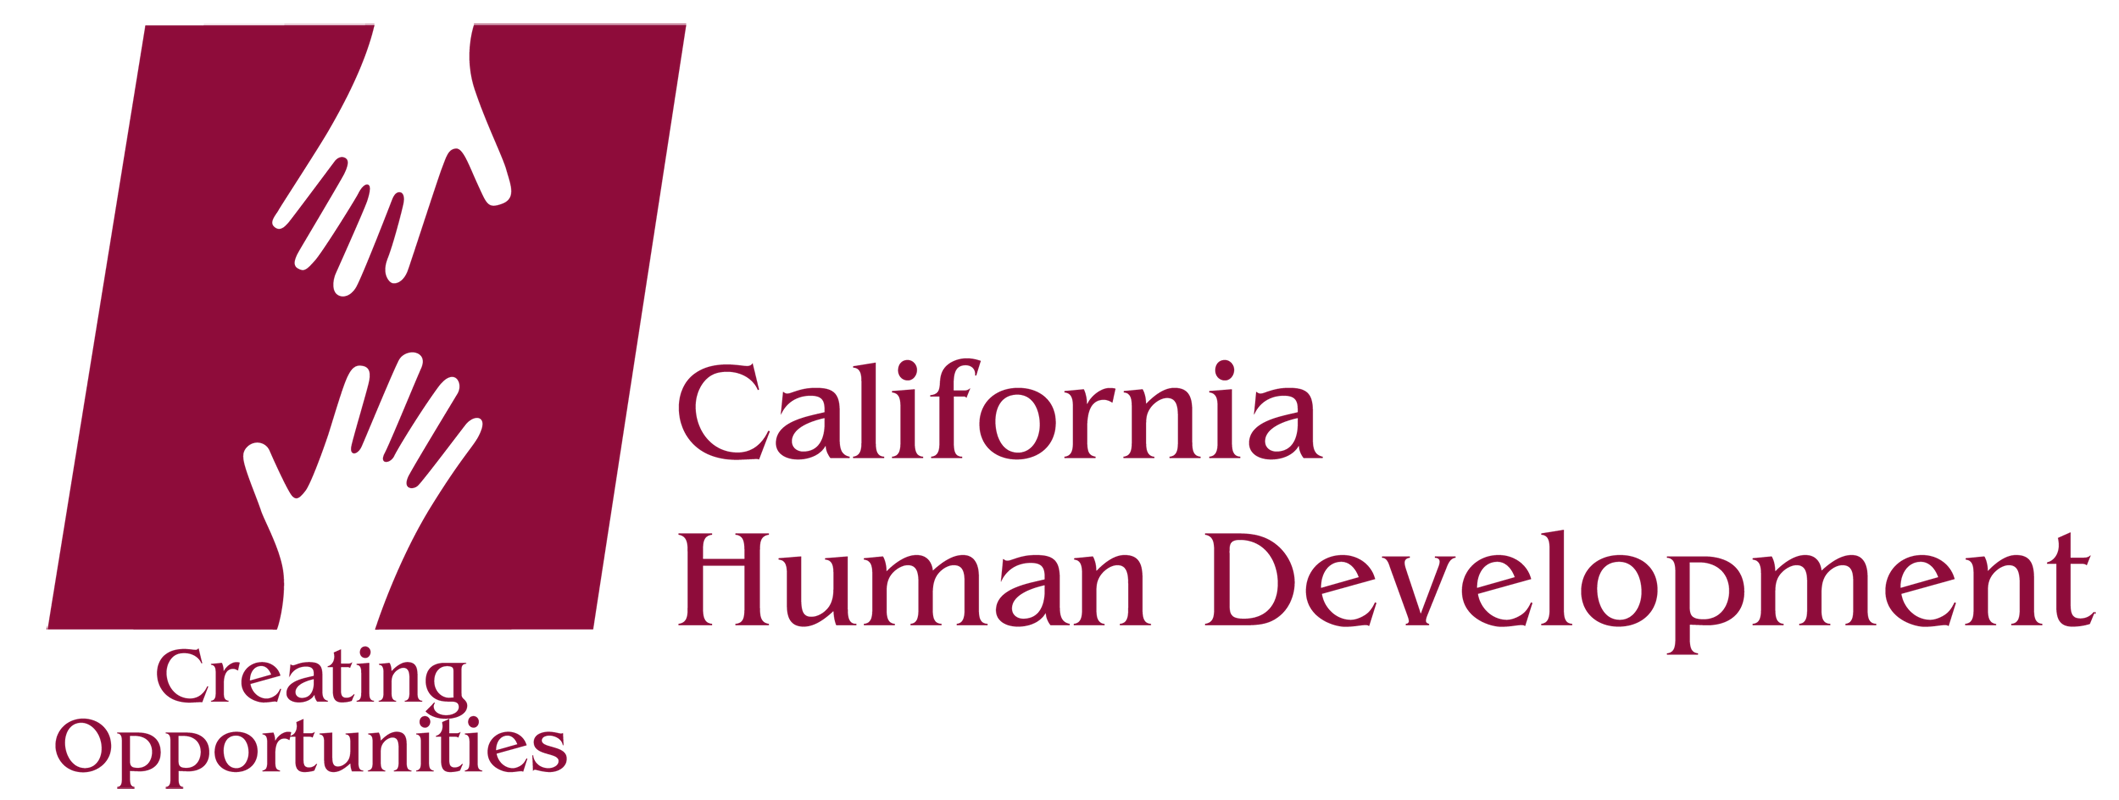 California
Human Development
Creating
Opportunities